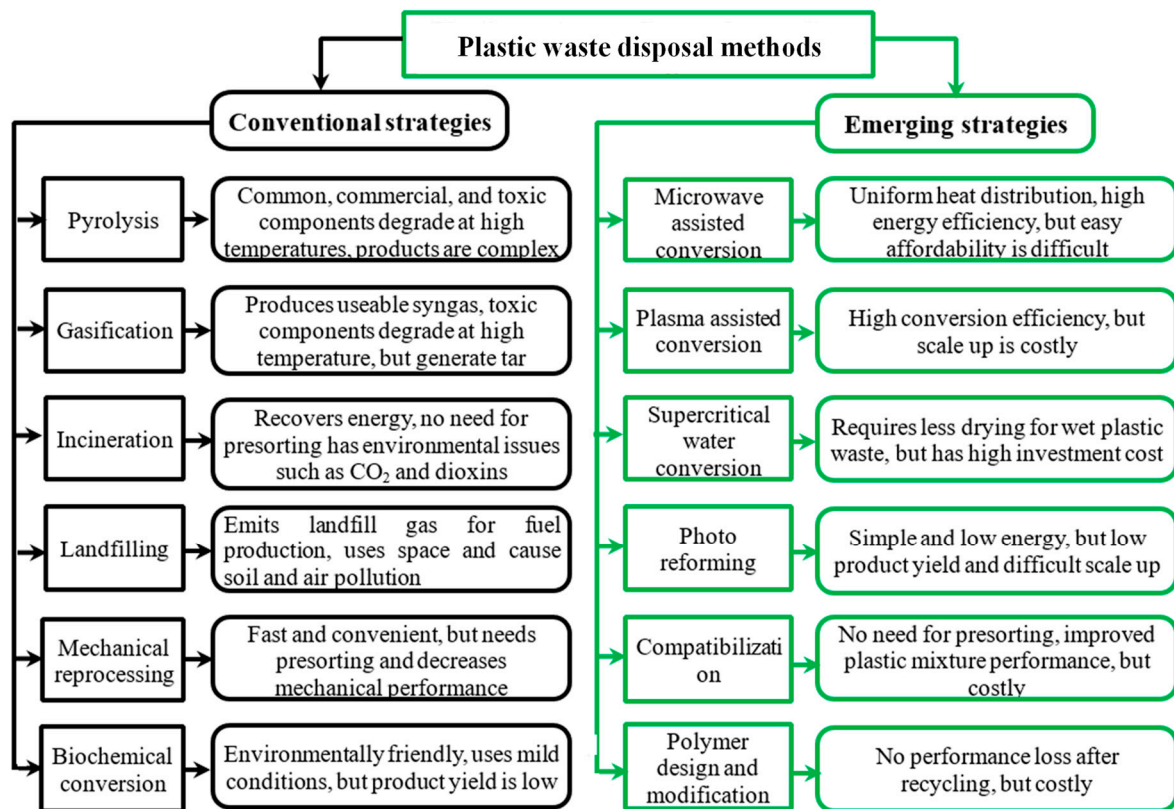 Plastic waste disposal methods
Conventional strategies
Pyrolysis
Common, commercial, and toxic
components degrade at high
temperatures, products are complex
Gasification
Produces useable syngas, toxic
components degrade at high
temperature, but generate tar
Incineration
Recovers energy, no need for
presorting has environmental issues
such as CO₂ and dioxins
Landfilling
Emits landfill gas for fuel
production, uses space and cause
soil and air pollution
Mechanical
reprocessing
Fast and convenient, but needs
presorting and decreases
mechanical performance
Biochemical
conversion
Environmentally friendly, uses mild
conditions, but product yield is low
Emerging strategies
Microwave
assisted
conversion
Uniform heat distribution, high
energy efficiency, but easy
affordability is difficult
Plasma assisted
conversion
High conversion efficiency, but
scale up is costly
Supercritical
water
conversion
Requires less drying for wet plastic
waste, but has high investment cost
Photo
reforming
Simple and low energy, but low
product yield and difficult scale up
Compatibilizati
on
No need for presorting, improved
plastic mixture performance, but
costly
Polymer
design and
modification
No performance loss after
recycling, but costly